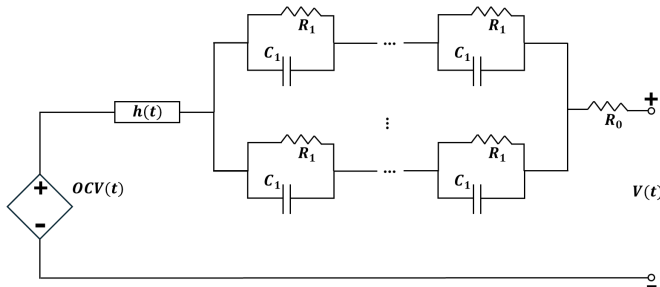 R₁ R₁
C₁ ... C₁
+
h(t) ⋮ R₀
R₁ R₁
+ OCV(t) C₁ ... C₁ V(t)
-
-